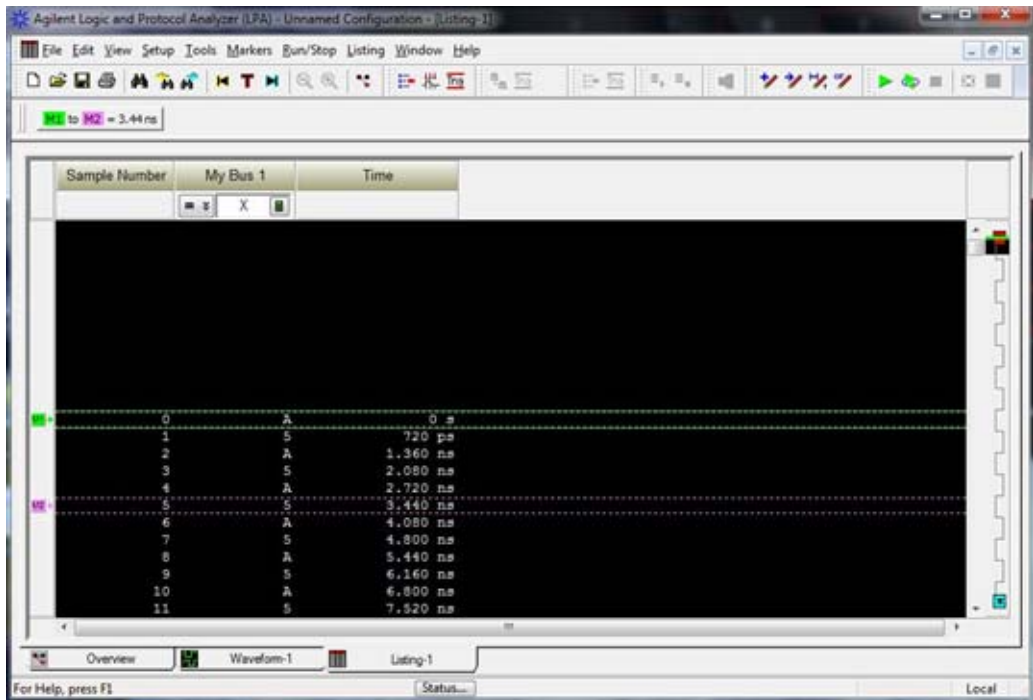 Agilent Logic and Protocol Analyzer (LPA) - Unnamed Configuration - [Listing-1]
File Edit View Setup Tools Markers Run/Stop Listing Window Help
M1 to M2 = 3.44 ns
Sample Number My Bus 1 Time
X
M1 0 A 0 s
1 5 720 ps
2 A 1.360 ns
3 5 2.080 ns
4 A 2.720 ns
M2 5 5 3.440 ns
6 A 4.080 ns
7 5 4.800 ns
8 A 5.440 ns
9 5 6.160 ns
10 A 6.800 ns
11 5 7.520 ns
Overview Waveform-1 Listing-1
For Help, press F1 Status... Local